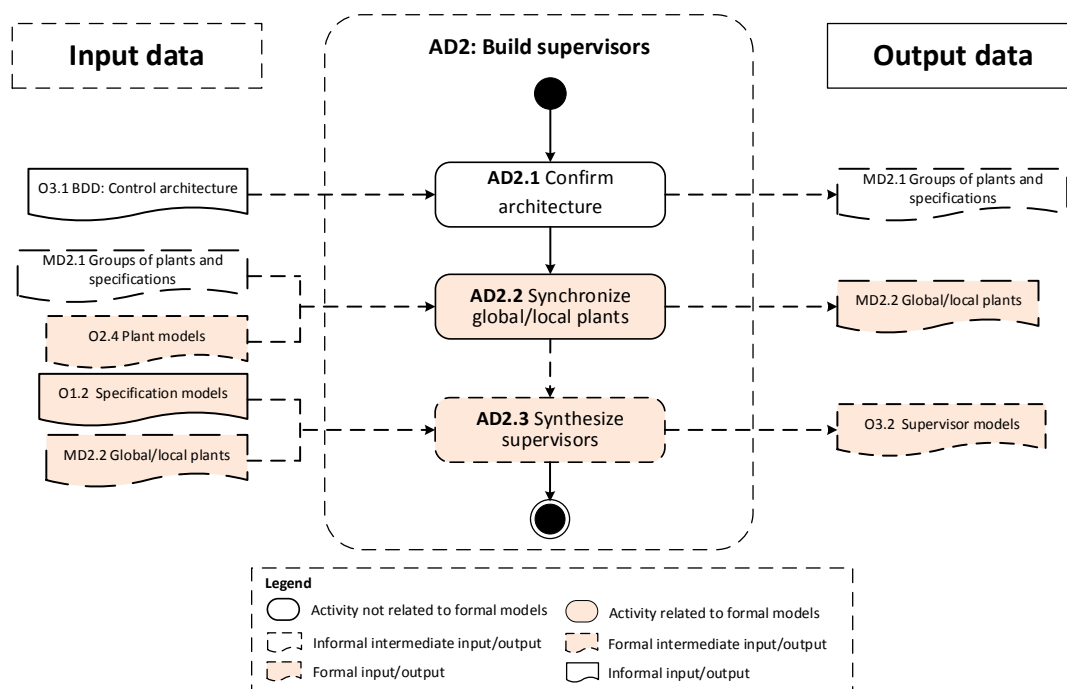 Input data
AD2: Build supervisors
Output data
O3.1 BDD: Control architecture
AD2.1 Confirm
architecture
MD2.1 Groups of plants and
specifications
MD2.1 Groups of plants and
specifications
O2.4 Plant models
AD2.2 Synchronize
global/local plants
MD2.2 Global/local plants
O1.2 Specification models
MD2.2 Global/local plants
AD2.3 Synthesize
supervisors
O3.2 Supervisor models
Legend
Activity not related to formal models
Activity related to formal models
Informal intermediate input/output
Formal intermediate input/output
Formal input/output
Informal input/output